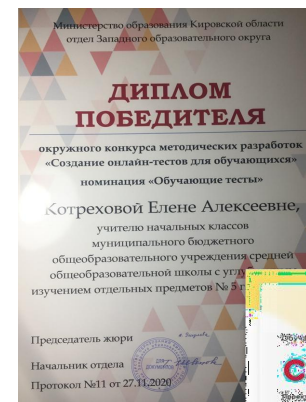 Министерство образования Кировской области
отдел Западного образовательного округа
ДИПЛОМ
ПОБЕДИТЕЛЯ
окружного конкурса методических разработок
«Создание онлайн-тестов для обучающихся»
номинация «Обучающие тесты»
Котреховой Елене Алексеевне,
учителю начальных классов
муниципального бюджетного
общеобразовательного учреждения средней
общеобразовательной школы с
изучением отдельных предметов № 5
Председатель жюри
Начальник отдела
Протокол №11 от 27.11.2020